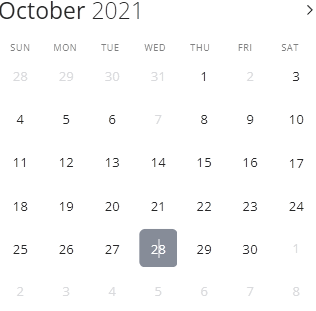 October 2021
SUN MON TUE WED THU FRI SAT
28 29 30 31 1 2 3
4 5 6 7 8 9 10
11 12 13 14 15 16 17
18 19 20 21 22 23 24
25 26 27 28 29 30 1
2 3 4 5 6 7 8